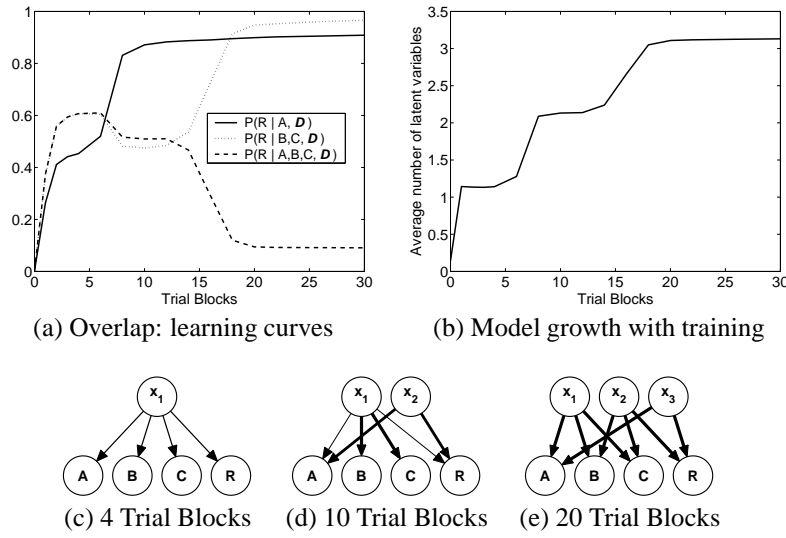 1
0.8
0.6
0.4
0.2
0
0 5 10 15 20 25 30
Trial Blocks
P(R | A, D)
P(R | B,C, D)
P(R | A,B,C, D)
(a) Overlap: learning curves
Average number of latent variables
3.5
3
2.5
2
1.5
1
0.5
0
0 5 10 15 20 25 30
Trial Blocks
(b) Model growth with training
x1
A B C R
(c) 4 Trial Blocks
x1 x2
A B C R
(d) 10 Trial Blocks
x1 x2 x3
A B C R
(e) 20 Trial Blocks